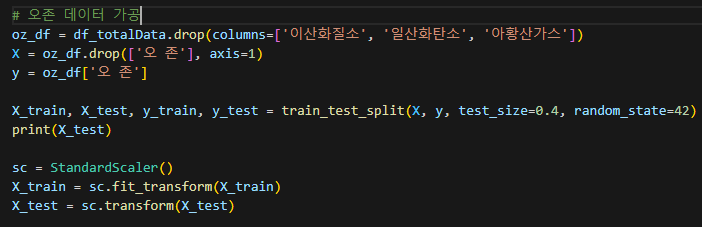 # 오존 데이터 가공
oz_df = df_totalData.drop(columns=['이산화질소', '일산화탄소', '아황산가스'])
X = oz_df.drop(['오 존'], axis=1)
y = oz_df['오 존']
X_train, X_test, y_train, y_test = train_test_split(X, y, test_size=0.4, random_state=42)
print(X_test)
sc = StandardScaler()
X_train = sc.fit_transform(X_train)
X_test = sc.transform(X_test)